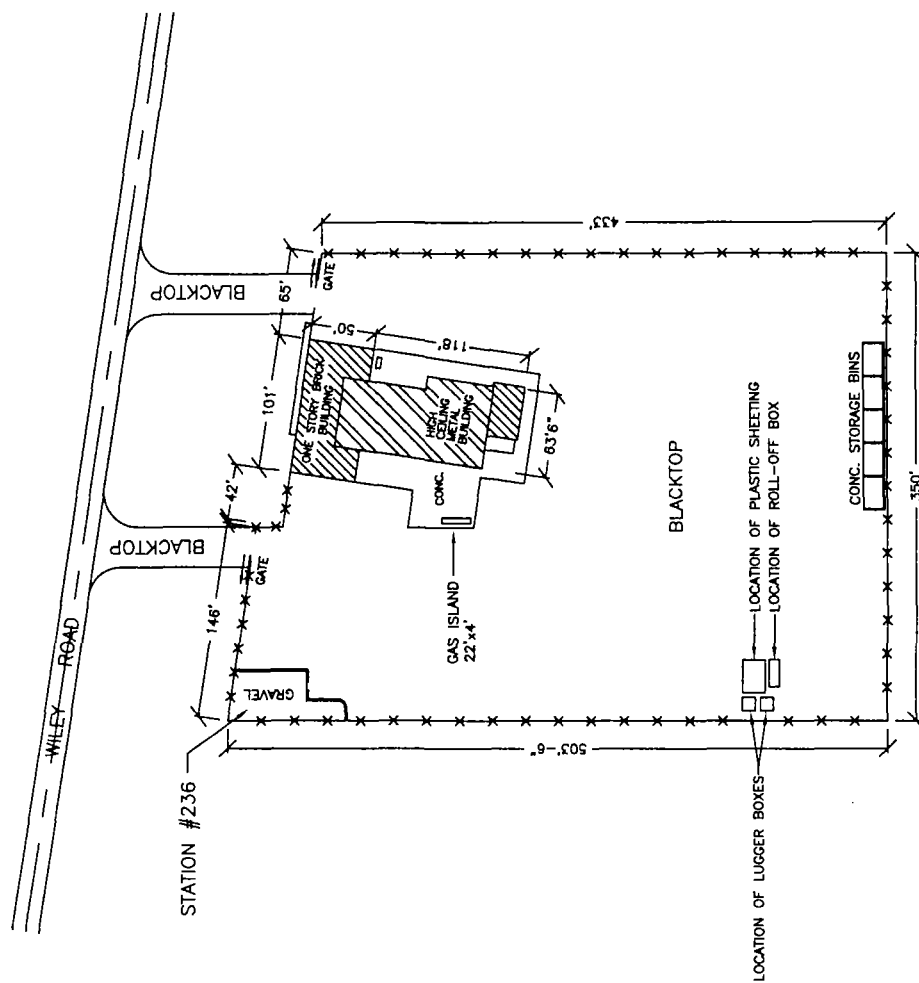 WILEY ROAD
BLACKTOP
BLACKTOP
65'
GATE
433'
50'
118'
101'
42'
ONE STORY BRICK
BUILDING
HIGH
CEILING
METAL
BUILDING
63'6"
CONC.
GATE
146'
GRAVEL
STATION #236
GAS ISLAND
22'x4'
BLACKTOP
503'-6"
LOCATION OF PLASTIC SHEETING
LOCATION OF ROLL-OFF BOX
CONC. STORAGE BINS
350'
LOCATION OF LUGGER BOXES